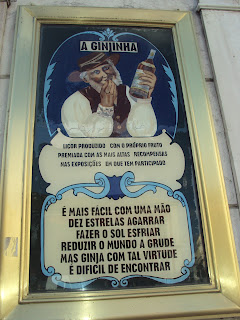 A GINJINHA
LICOR PRODUZIDO COM O PRÓPRIO FRUTO
PREMIADA COM AS MAIS ALTAS RECOMPENSAS
NAS EXPOSIÇÕES EM QUE TEM PARTICIPADO
É MAIS FÁCIL COM UMA MÃO
DEZ ESTRELAS AGARRAR
FAZER O SOL ESFRIAR
REDUZIR O MUNDO A GRUDE
MAS GINJA COM TAL VIRTUDE
É DIFICIL DE ENCONTRAR